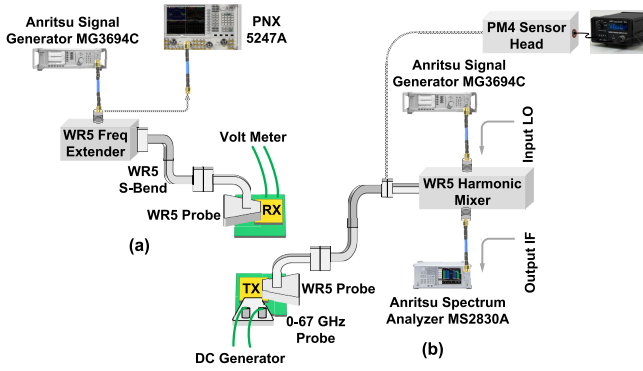 Anritsu Signal
Generator MG3694C
PNX
5247A
PM4 Sensor
Head
Anritsu Signal
Generator MG3694C
Input LO
WR5 Freq
Extender
Volt Meter
WR5
S-Bend
WR5 Probe
RX
WR5 Harmonic
Mixer
(a)
Output IF
TX
WR5 Probe
0-67 GHz
Probe
DC Generator
Anritsu Spectrum
Analyzer MS2830A
(b)